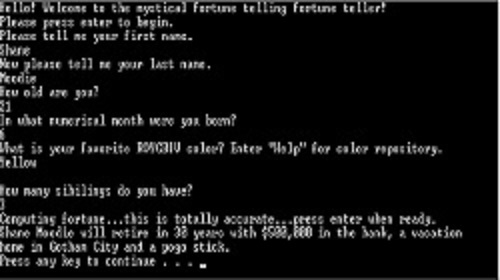 Hello! Welcome to the mystical fortune telling fortune teller!
Please press enter to begin.
Please tell me your first name.
Shane
Now please tell me your last name.
Moodie
How old are you?
21
In what numerical month were you born?
6
What is your favorite ROYGBIV color? Enter "Help" for color repository.
Yellow
How many sibilings do you have?
3
Computing fortune...this is totally accurate...press enter when ready.
Shane Moodie will retire in 30 years with $500,000 in the bank, a vacation
home in Gotham City and a pogo stick.
Press any key to continue . . .